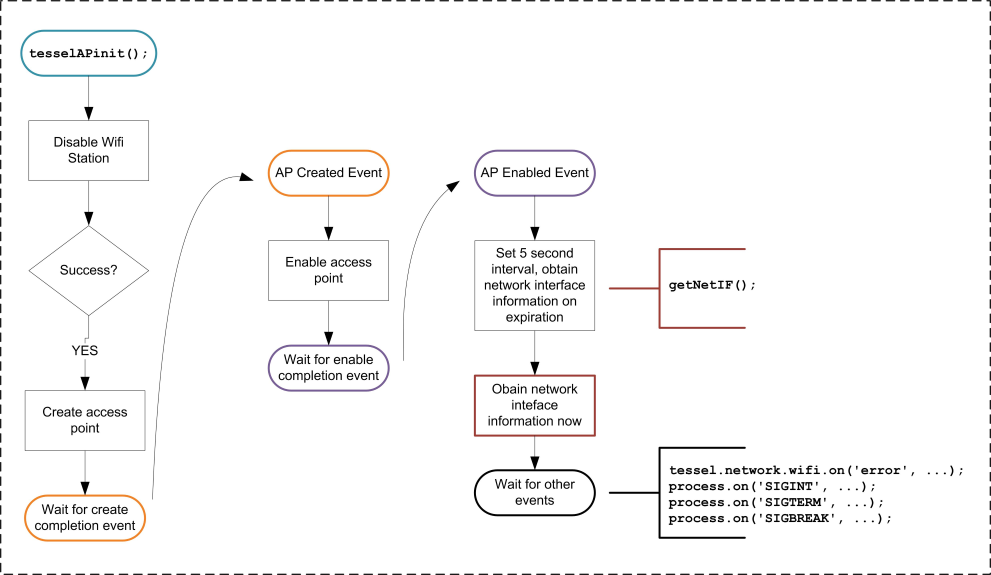 tesselAPinit();
Disable Wifi
Station
Success?
YES
Create access
point
Wait for create
completion event
AP Created Event
Enable access
point
Wait for enable
completion event
AP Enabled Event
Set 5 second
interval, obtain
network interface
information on
expiration
getNetIF();
Obain network
inteface
information now
Wait for other
events
tessel.network.wifi.on('error', ...);
process.on('SIGINT', ...);
process.on('SIGTERM', ...);
process.on('SIGBREAK', ...);